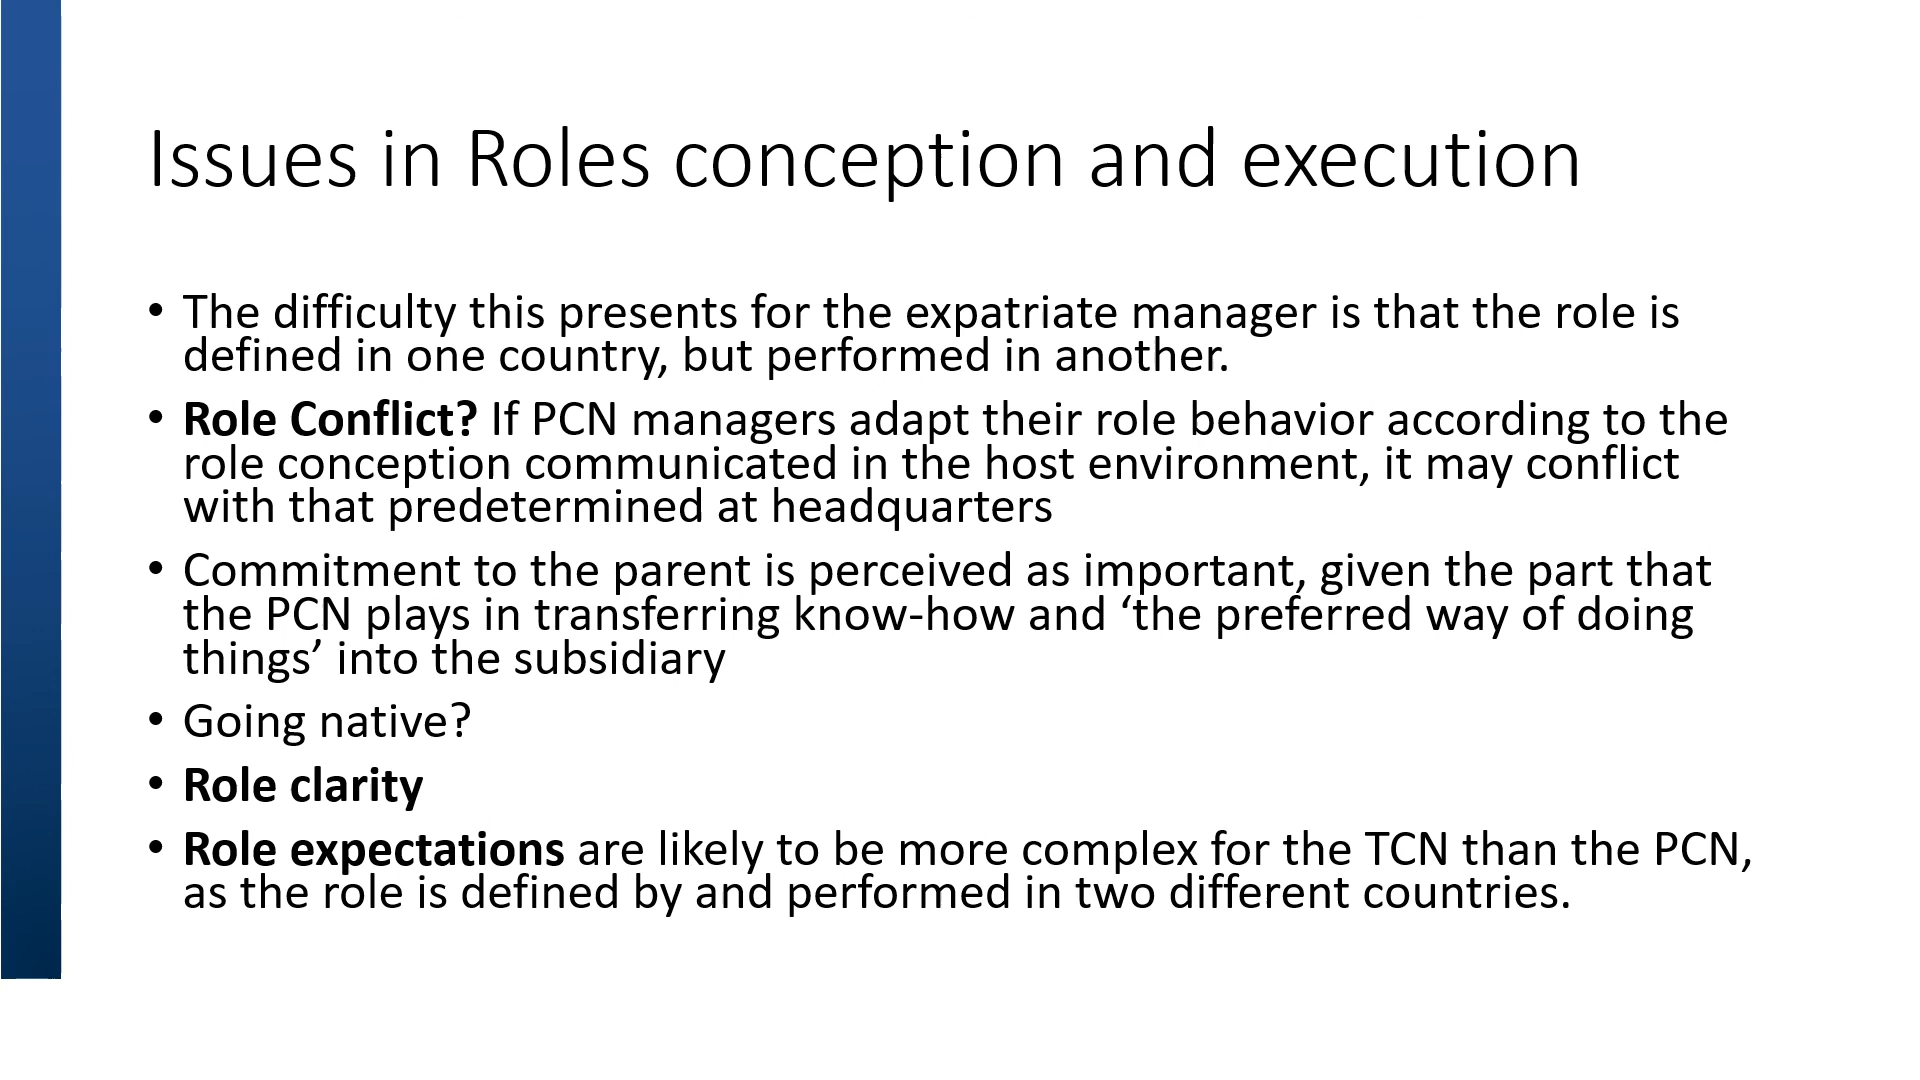 Issues in Roles conception and execution
• The difficulty this presents for the expatriate manager is that the role is
defined in one country, but performed in another.
• Role Conflict? If PCN managers adapt their role behavior according to the
role conception communicated in the host environment, it may conflict
with that predetermined at headquarters
• Commitment to the parent is perceived as important, given the part that
the PCN plays in transferring know-how and ‘the preferred way of doing
things’ into the subsidiary
• Going native?
• Role clarity
• Role expectations are likely to be more complex for the TCN than the PCN,
as the role is defined by and performed in two different countries.